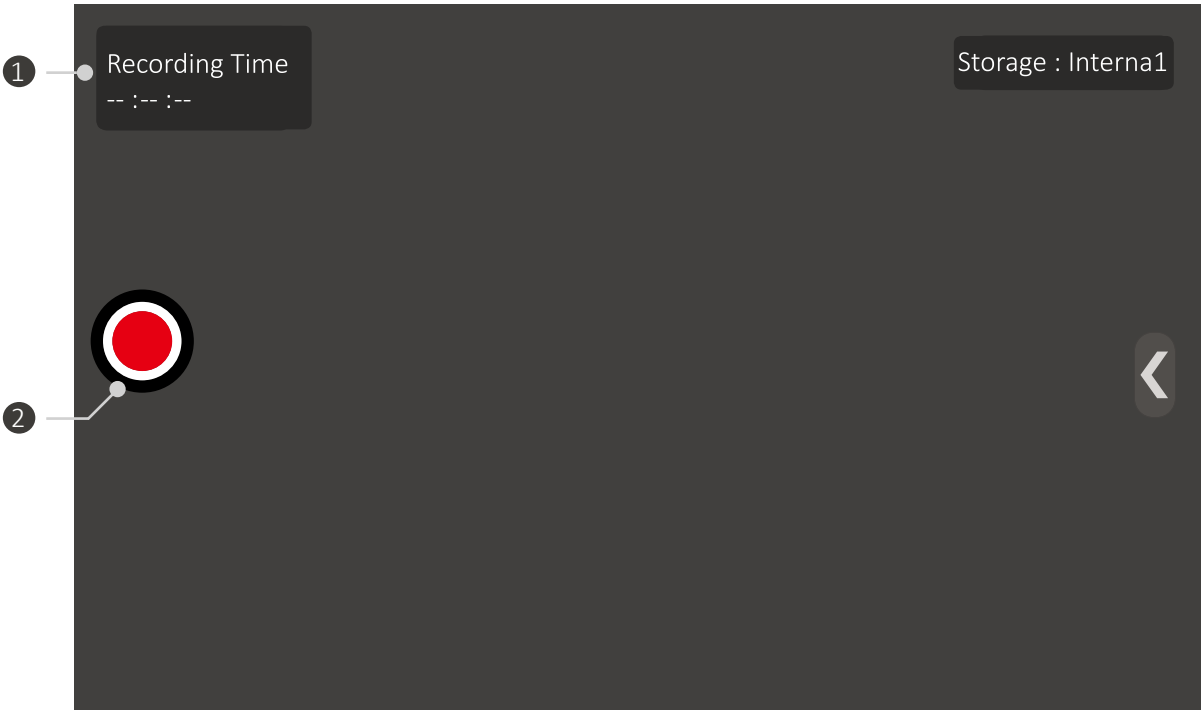 1
Recording Time
-- :-- :--
Storage : Interna1
2